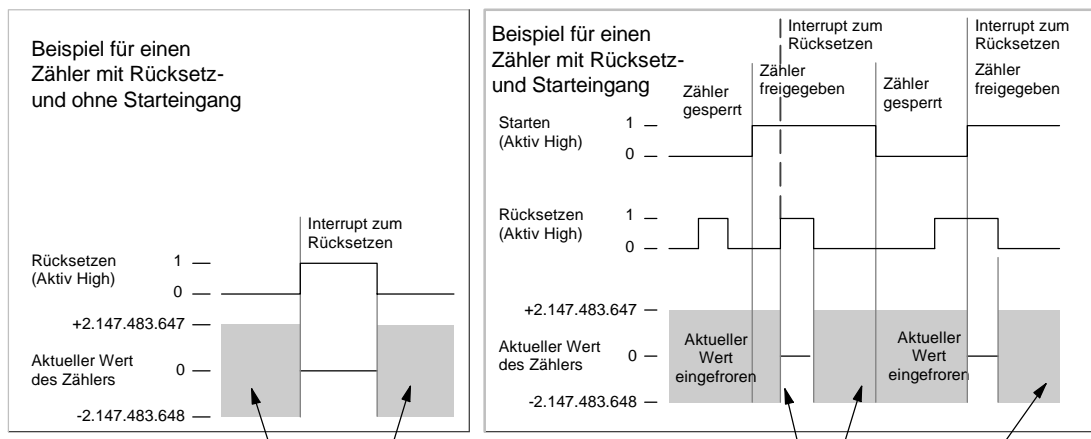 Beispiel für einen
Zähler mit Rücksetz-
und ohne Starteingang
Interrupt zum
Rücksetzen
Rücksetzen
(Aktiv High)
1
0
+2.147.483.647
Aktueller Wert
des Zählers
0
-2.147.483.648
Beispiel für einen
Zähler mit Rücksetz-
und Starteingang
Interrupt zum
Rücksetzen
Interrupt zum
Rücksetzen
Zähler
gesperrt
Zähler
freigegeben
Zähler
gesperrt
Zähler
freigegeben
Starten
(Aktiv High)
1
0
Rücksetzen
(Aktiv High)
1
0
+2.147.483.647
Aktueller Wert
des Zählers
0
-2.147.483.648
Aktueller
Wert
eingefroren
Aktueller
Wert
eingefroren